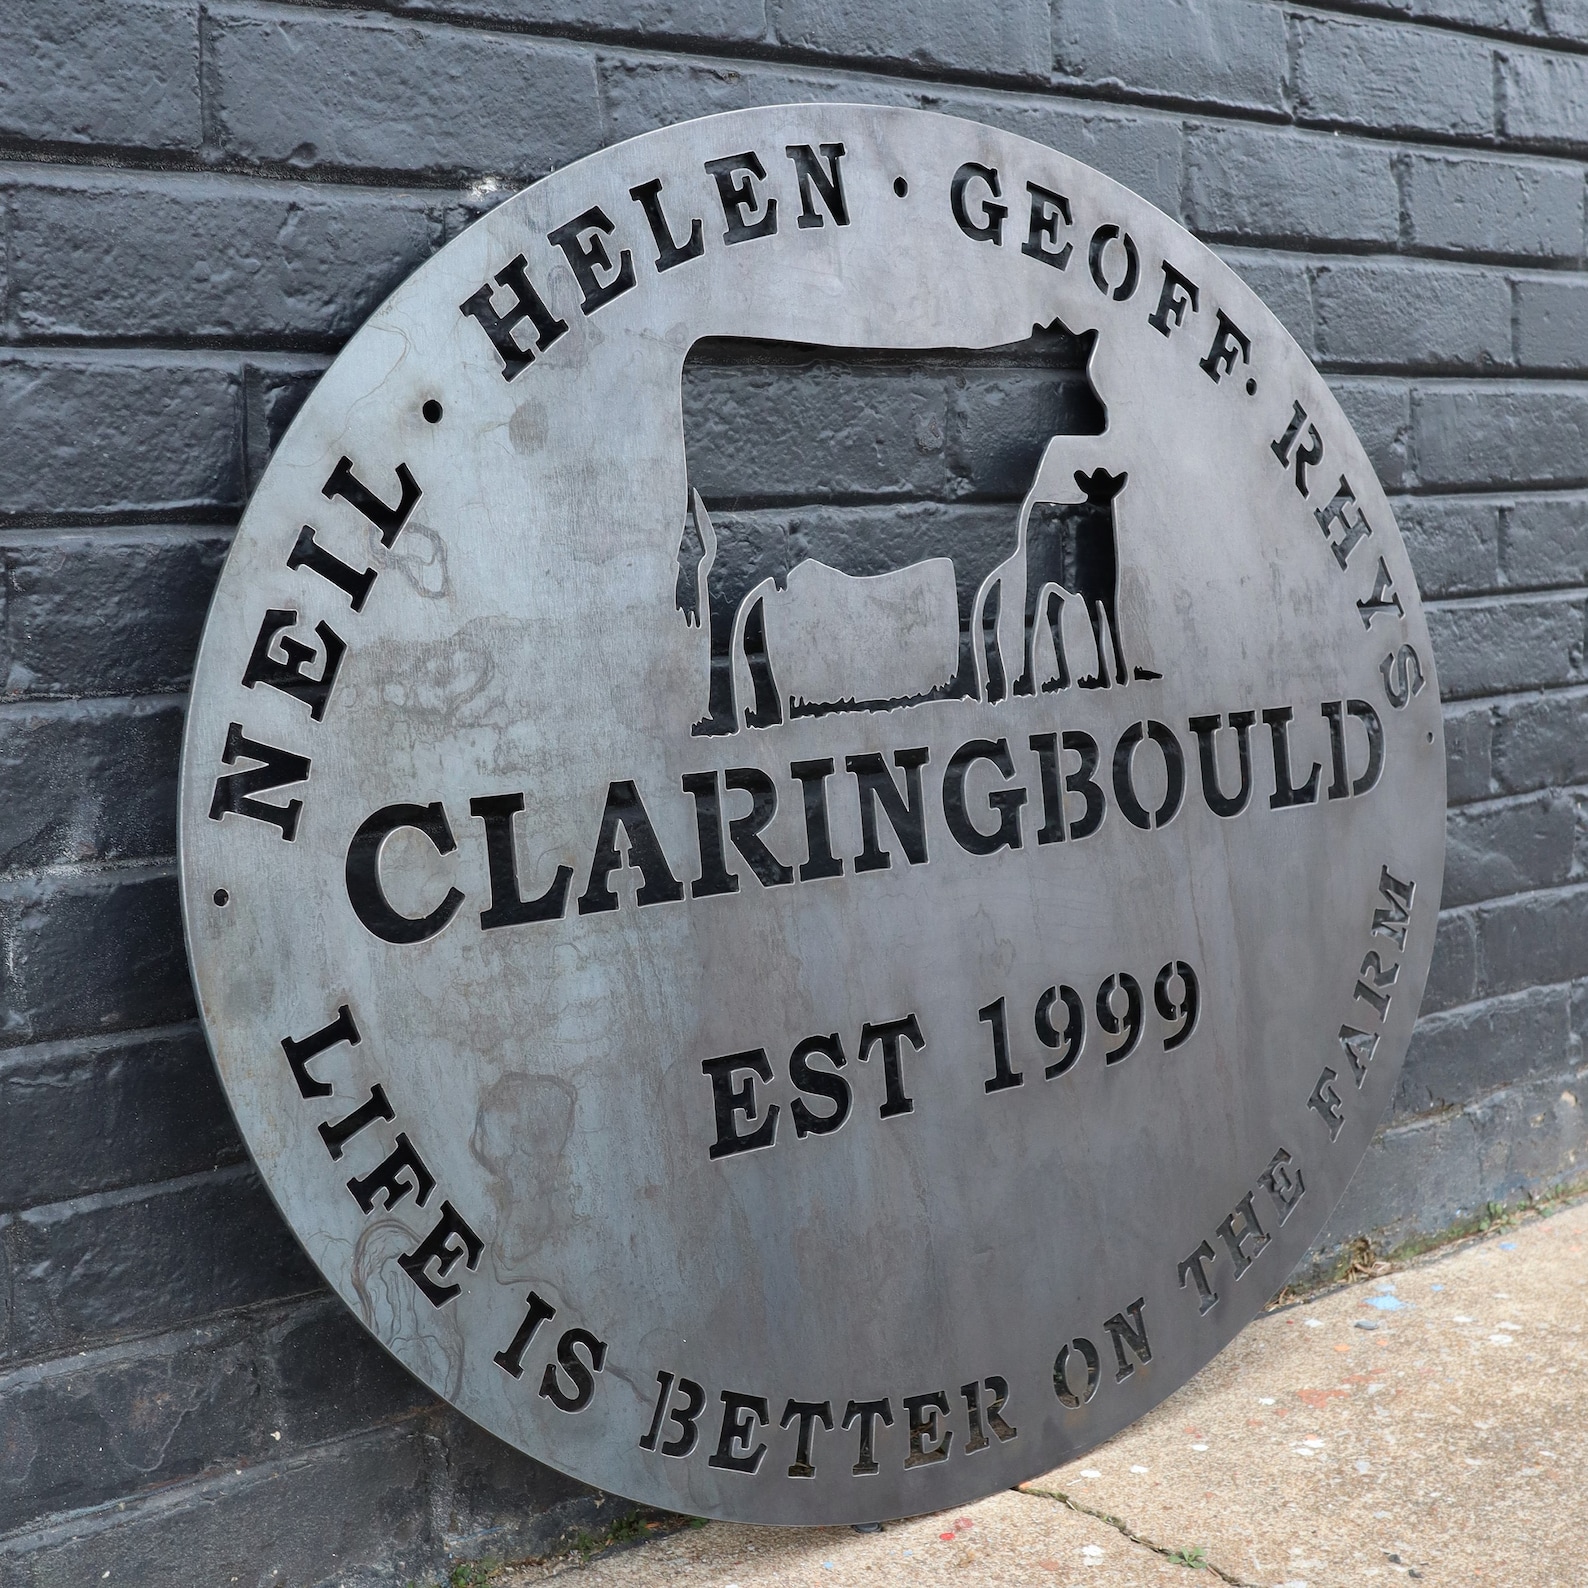 · NEIL · HELEN · GEOFF · RHYS ·
CLARINGBOULD
EST 1999
LIFE IS BETTER ON THE FARM